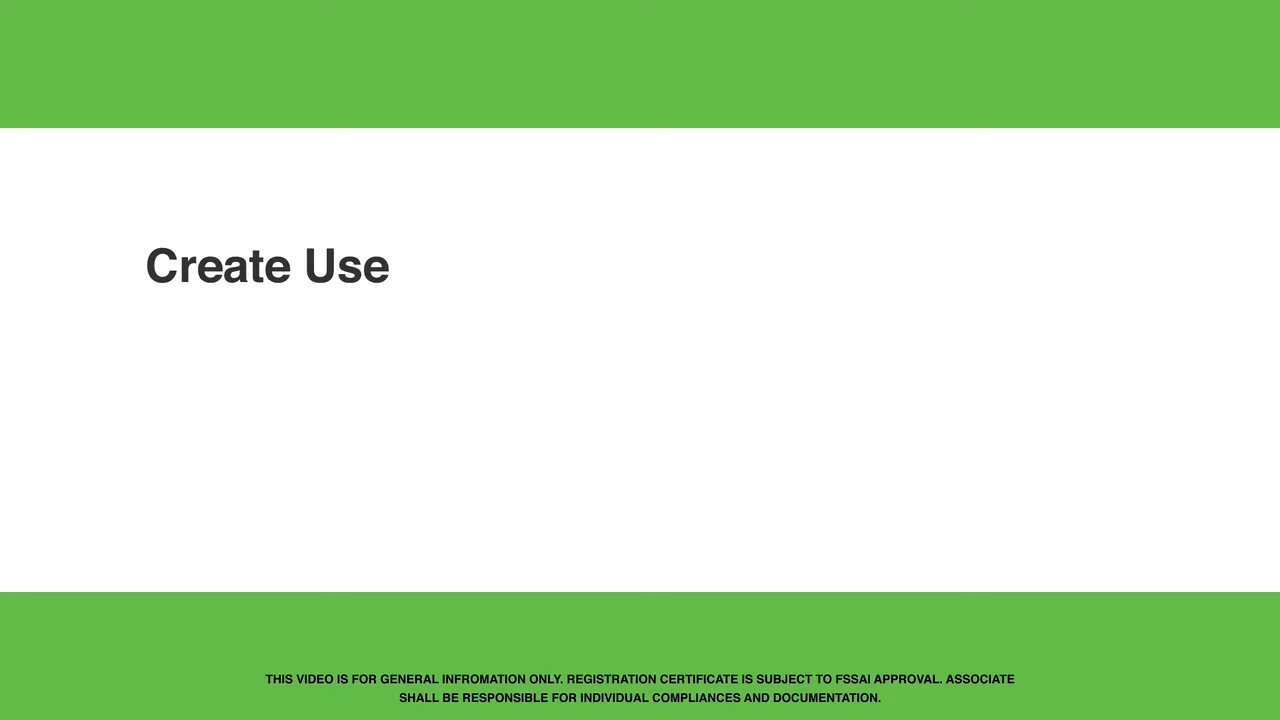 Create Use
THIS VIDEO IS FOR GENERAL INFROMATION ONLY. REGISTRATION CERTIFICATE IS SUBJECT TO FSSAI APPROVAL. ASSOCIATE
SHALL BE RESPONSIBLE FOR INDIVIDUAL COMPLIANCES AND DOCUMENTATION.